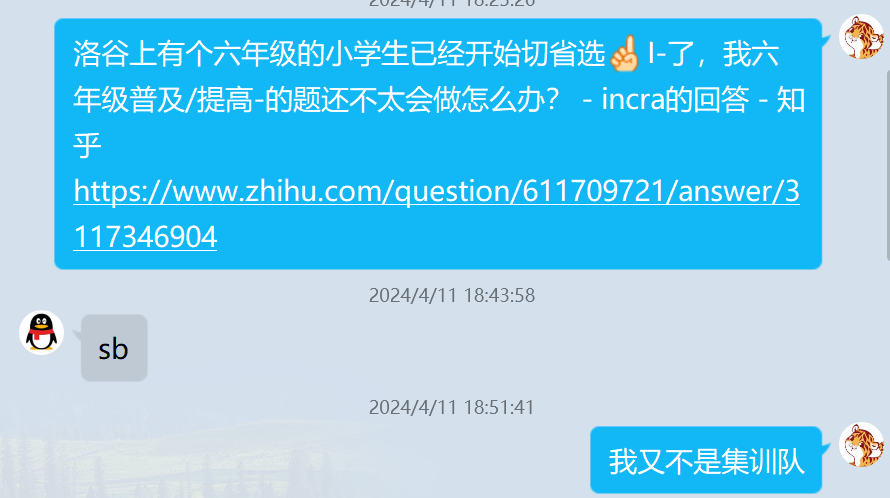 2024/4/11 18:25:26
洛谷上有个六年级的小学生已经开始切省选☝I-了，我六
年级普及/提高-的题还不太会做怎么办？ - incra的回答 - 知
乎
https://www.zhihu.com/question/611709721/answer/3
117346904
2024/4/11 18:43:58
sb
2024/4/11 18:51:41
我又不是集训队